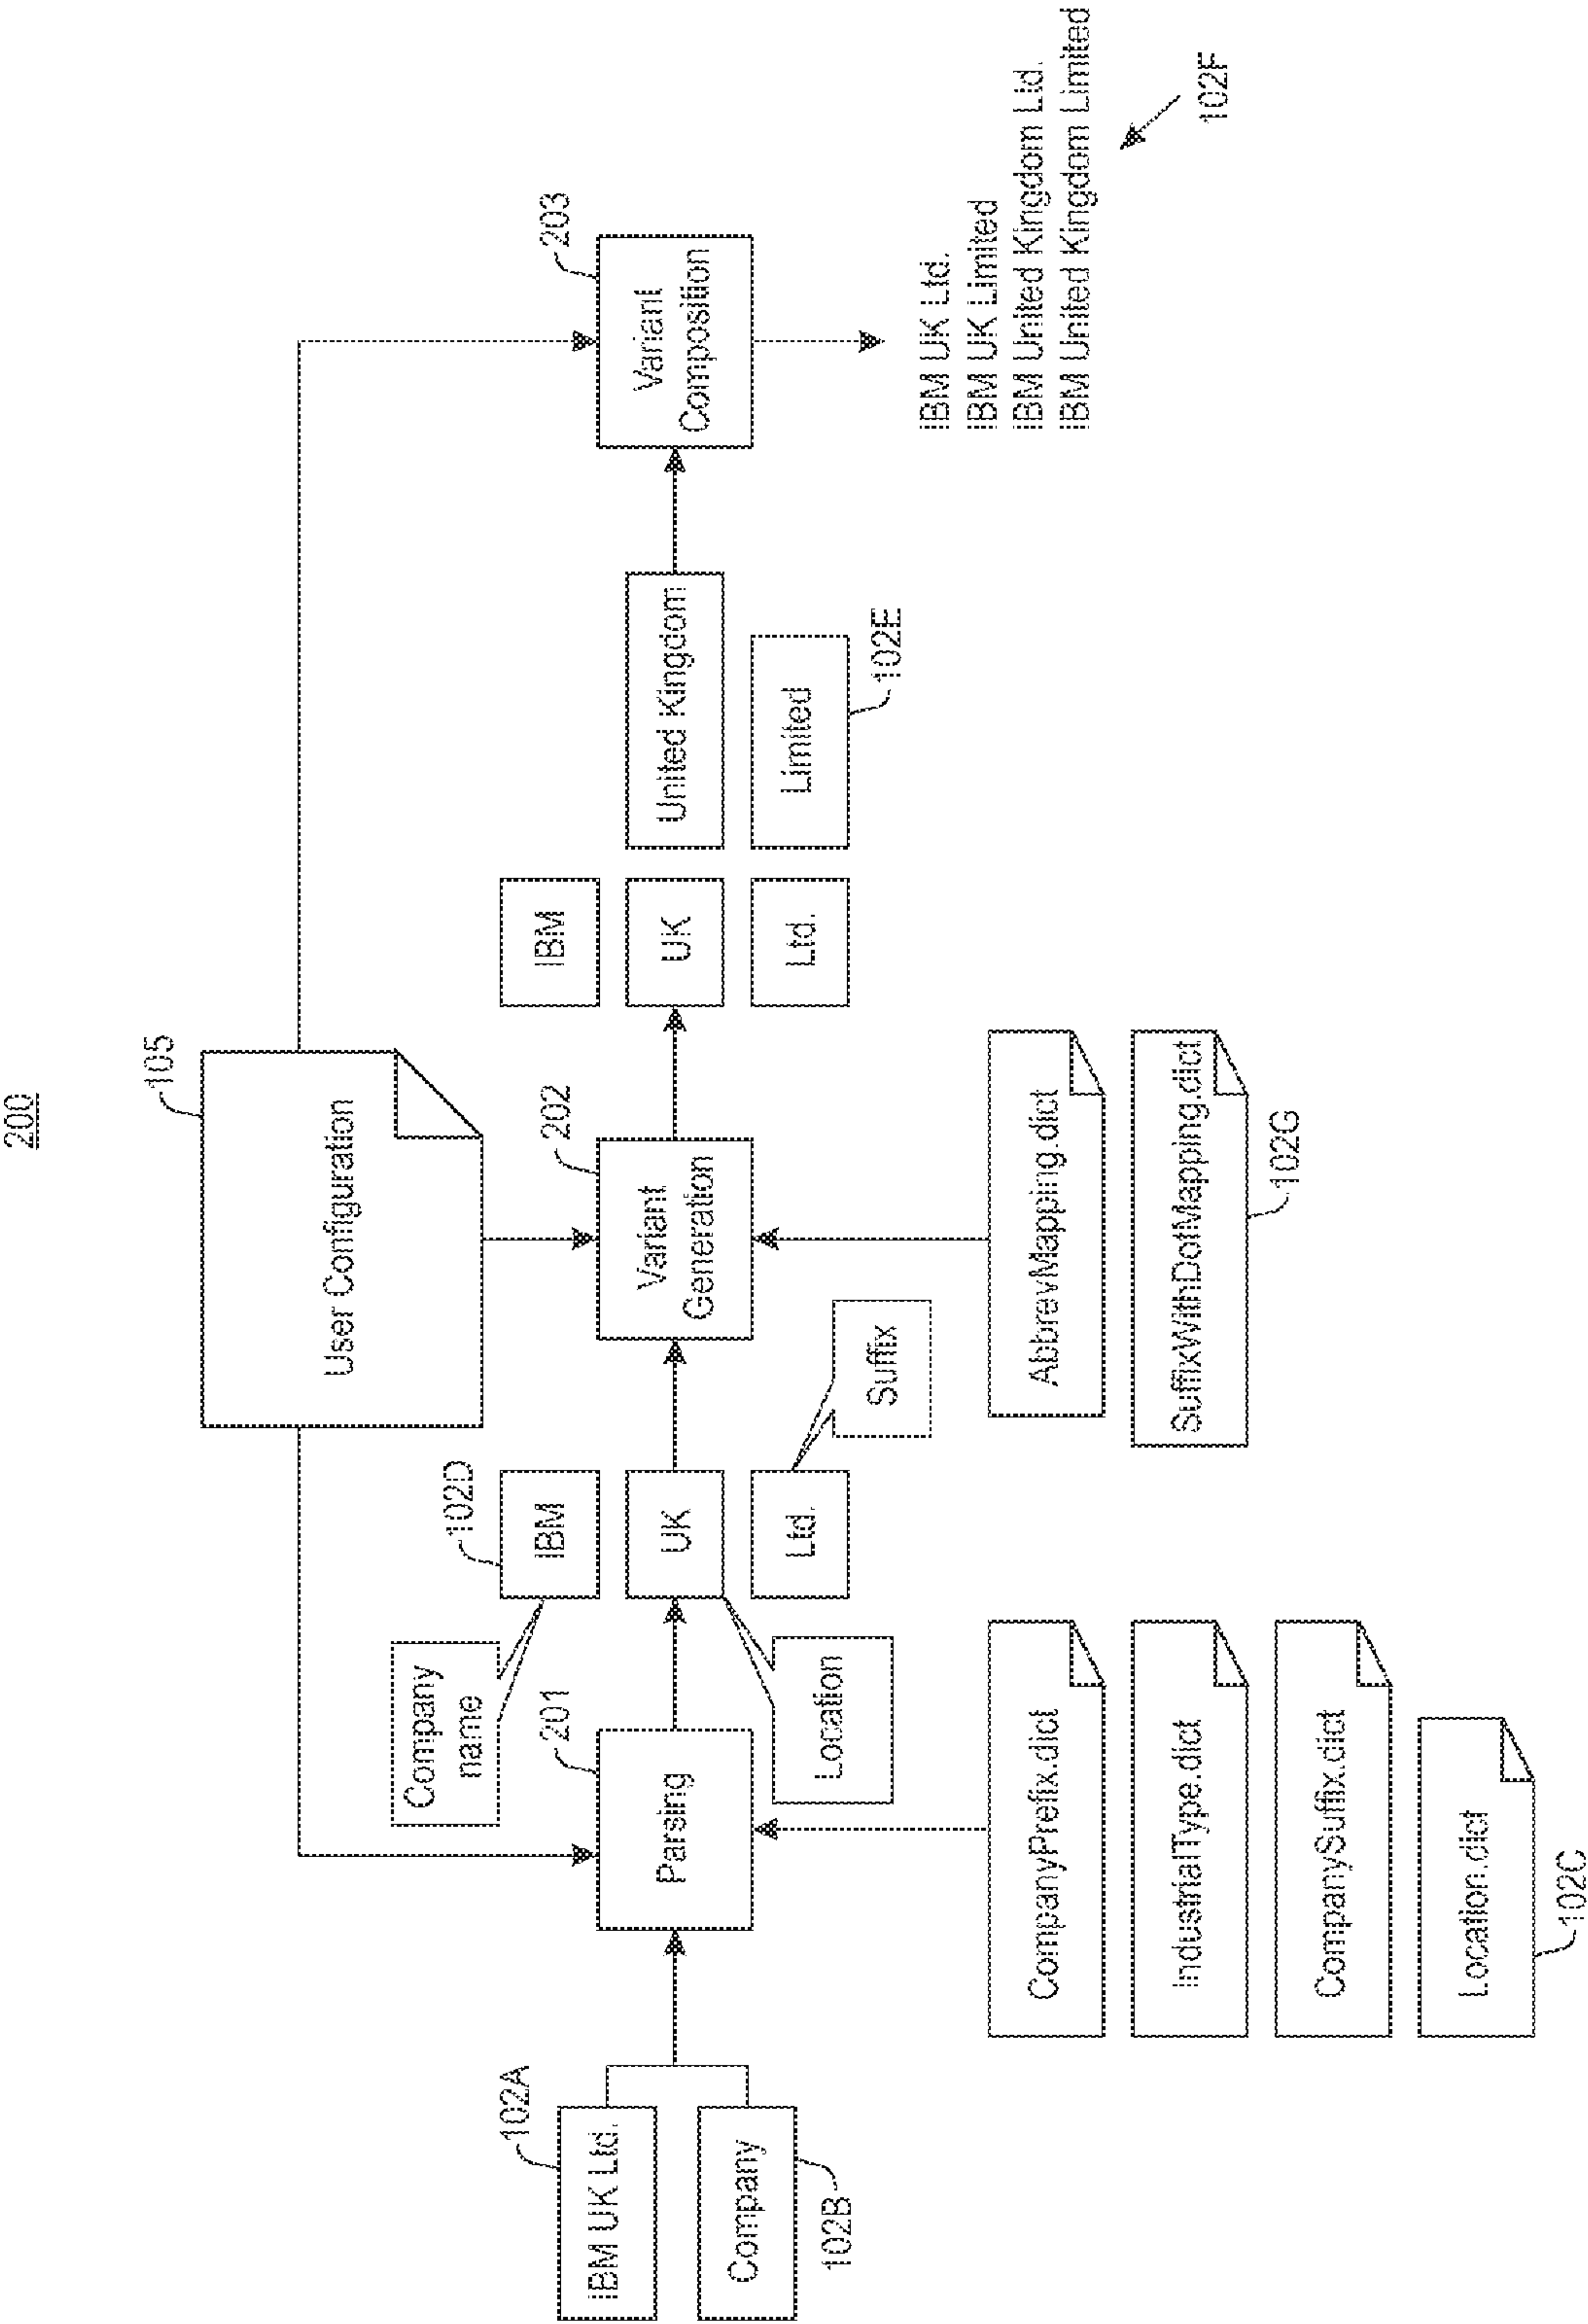 200
105
User Configuration
102A
IBM UK Ltd.
Company
102B
201
Parsing
Company
name
102D
IBM
UK
Ltd.
Location
Suffix
202
Variant
Generation
IBM
UK
Ltd.
United Kingdom
Limited
102E
203
Variant
Composition
IBM UK Ltd.
IBM UK Limited
IBM United Kingdom Ltd.
IBM United Kingdom Limited
102F
CompanyPrefix.dict
IndustrialType.dict
CompanySuffix.dict
Location.dict
102C
AbbrevMapping.dict
SuffixWithDotMapping.dict
102G